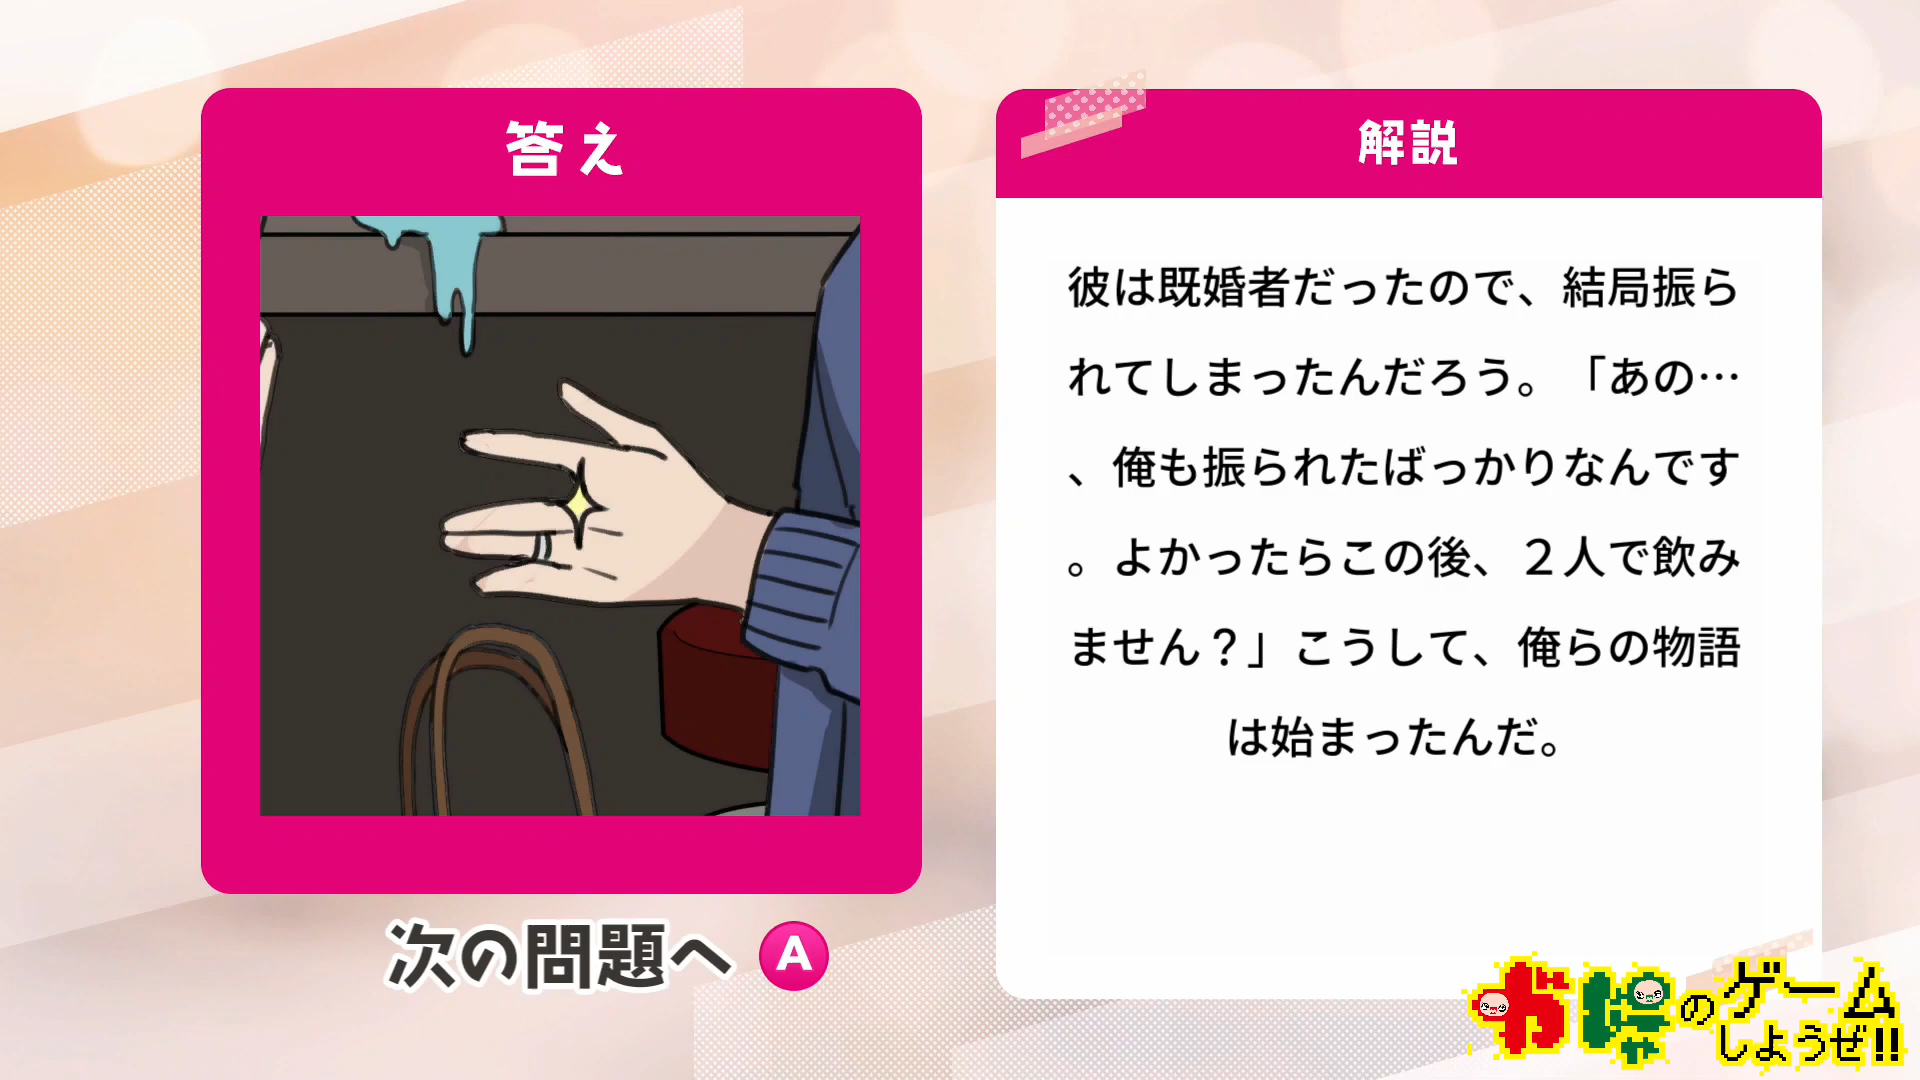 答え
解説
彼は既婚者だったので、結局振ら
れてしまったんだろう。「あの…
、俺も振られたばっかりなんです
。よかったらこの後、２人で飲み
ません？」こうして、俺らの物語
は始まったんだ。
次の問題へ A
のゲーム
しようぜ!!